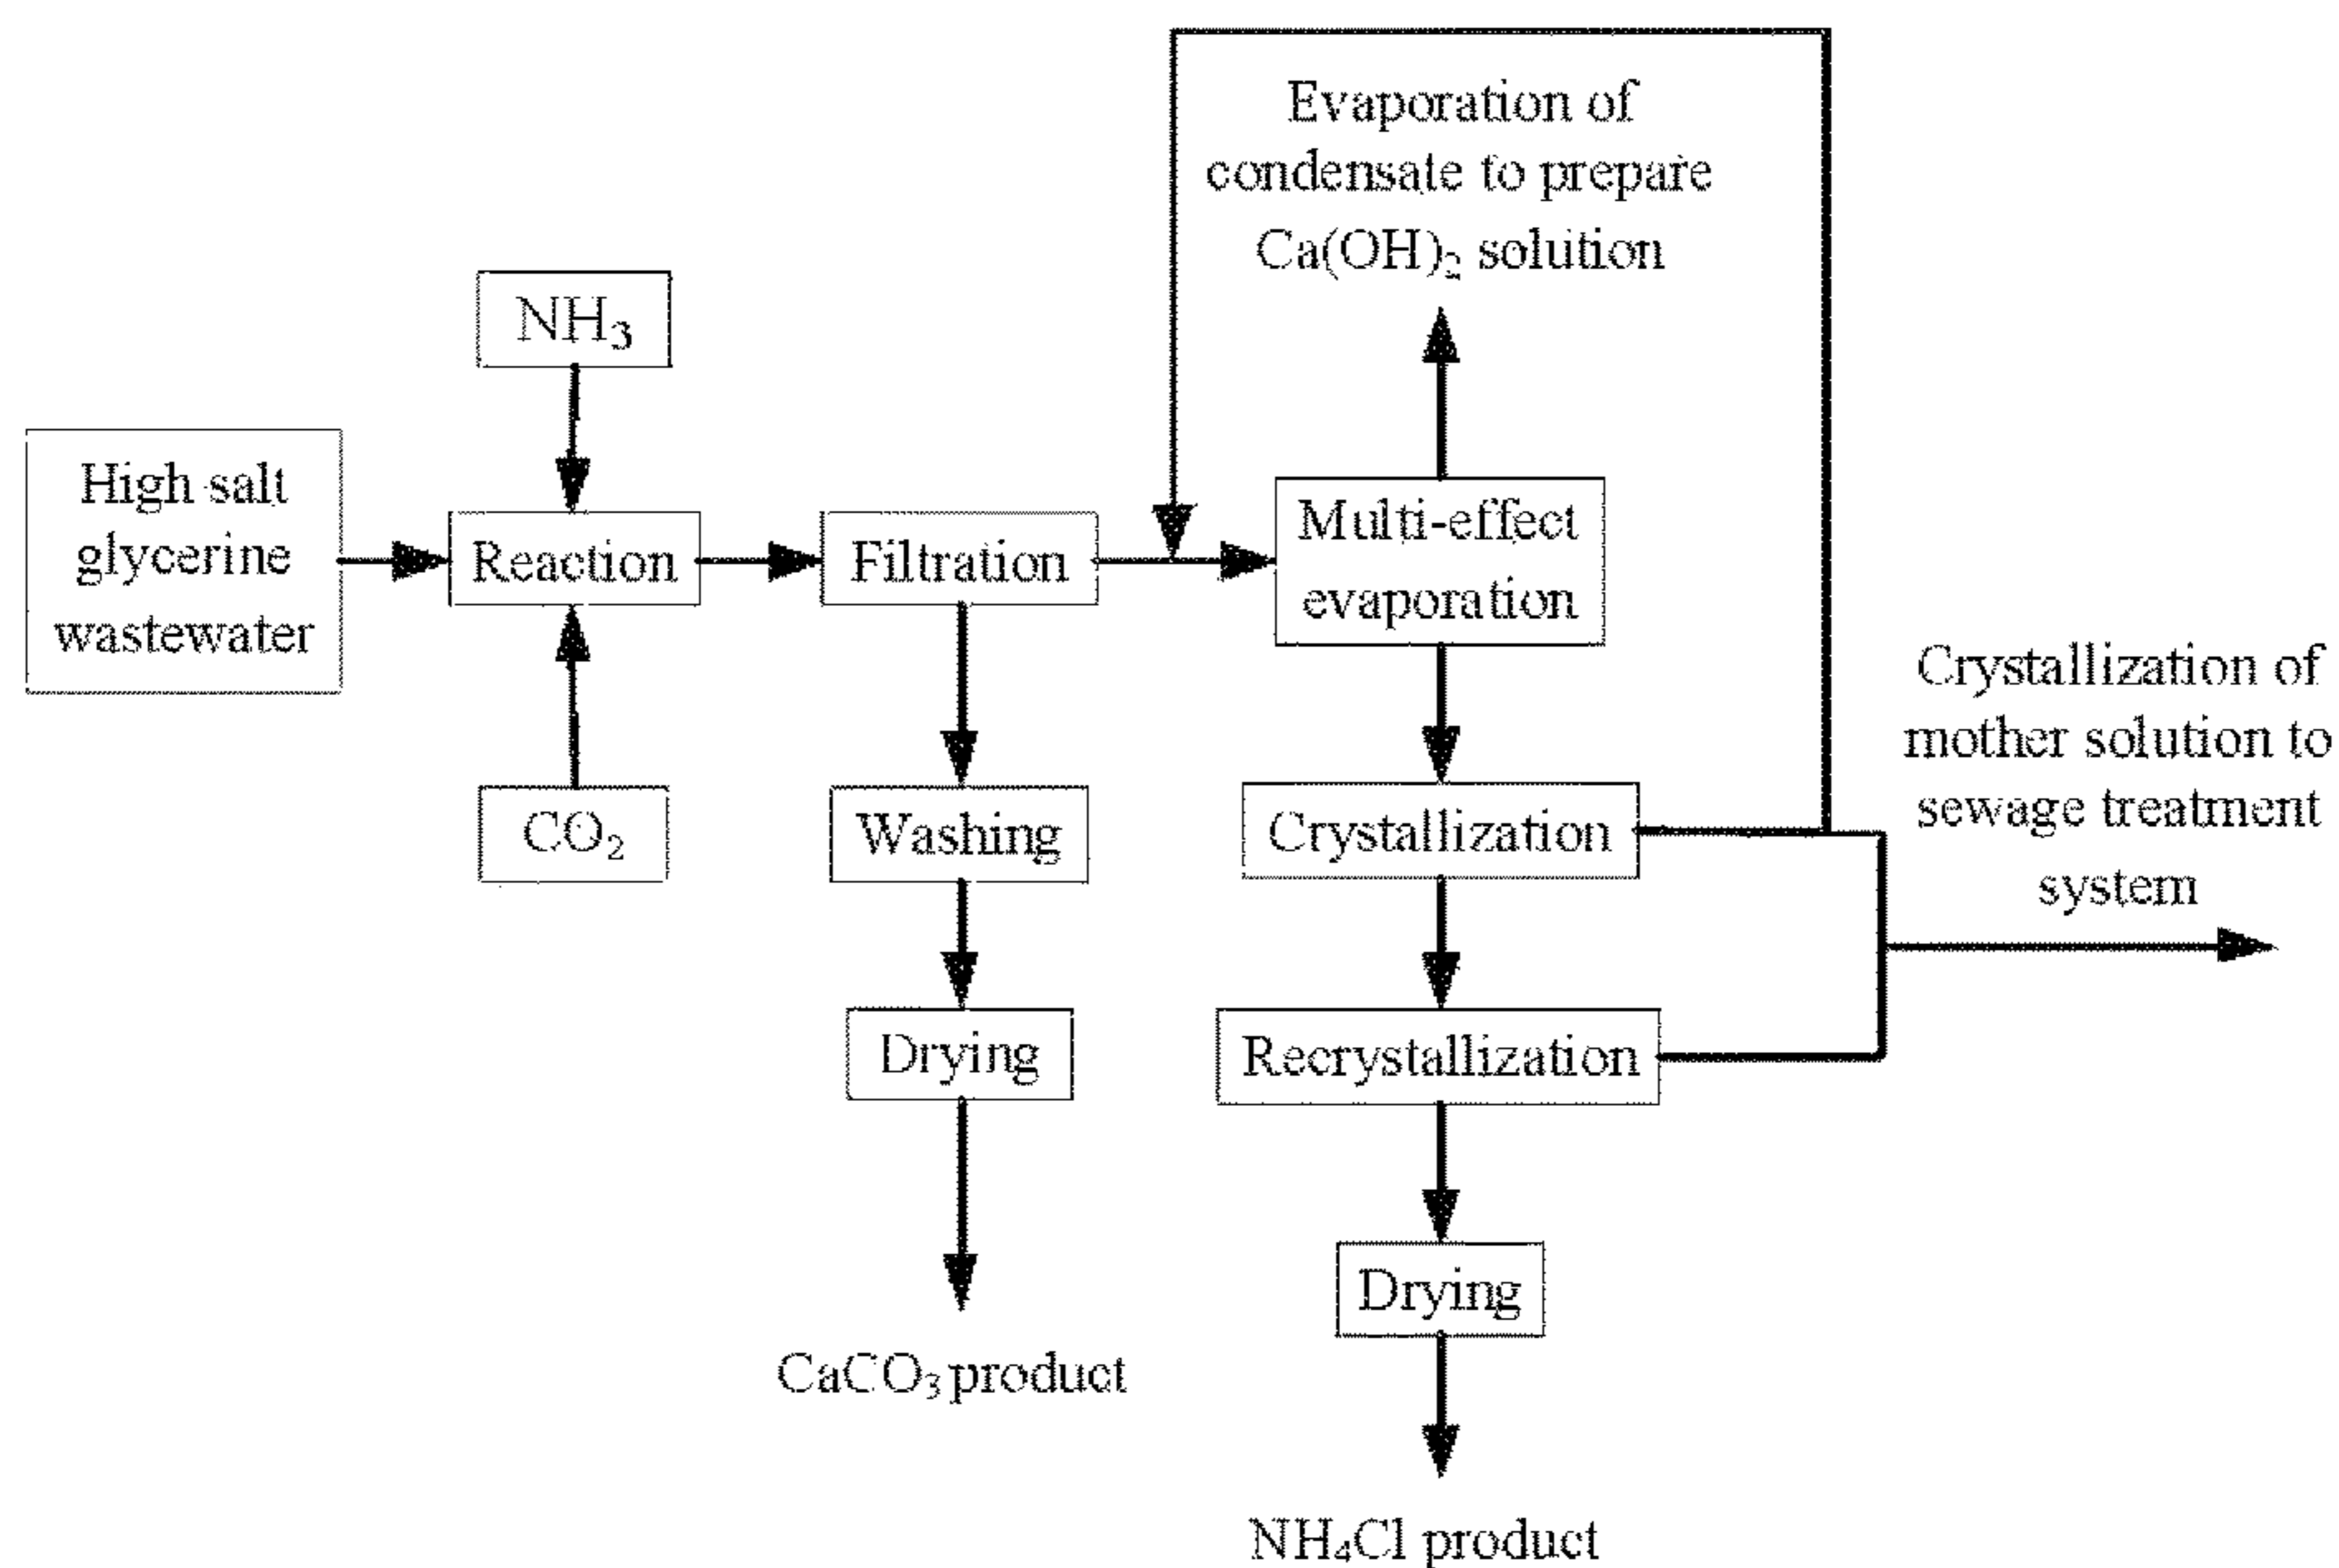 Evaporation of
condensate to prepare
Ca(OH)₂ solution
NH₃
High salt
glycerine
wastewater
Reaction
Filtration
Multi-effect
evaporation
CO₂
Washing
Crystallization
Crystallization of
mother solution to
sewage treatment
system
Drying
Recrystallization
Drying
CaCO₃ product
NH₄Cl product